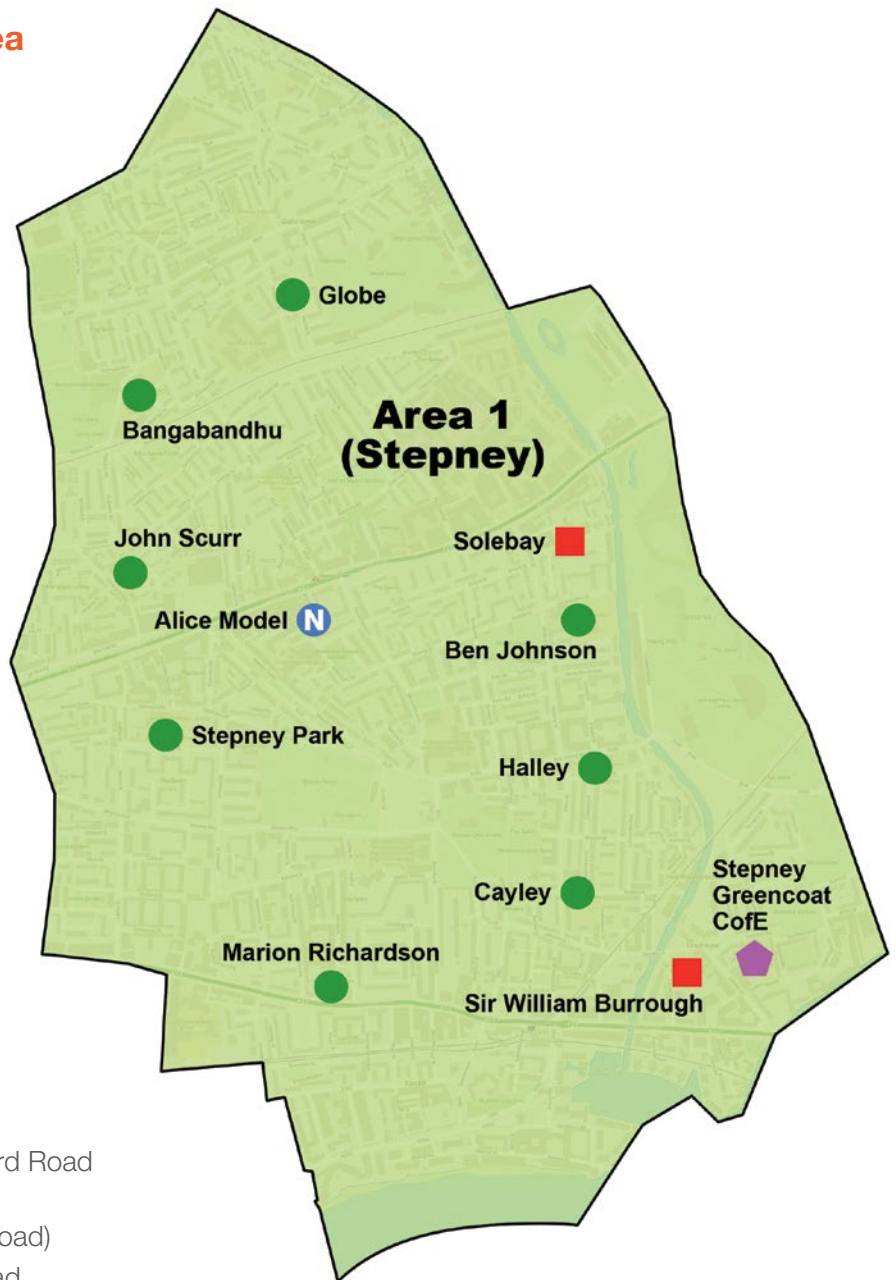 ea
Globe
Bangabandhu
Area 1
(Stepney)
John Scurr
Solebay
Alice Model N
Ben Johnson
Stepney Park
Halley
Stepney
Greencoat
CofE
Cayley
Marion Richardson
Sir William Burrough
rd Road
oad)
ad